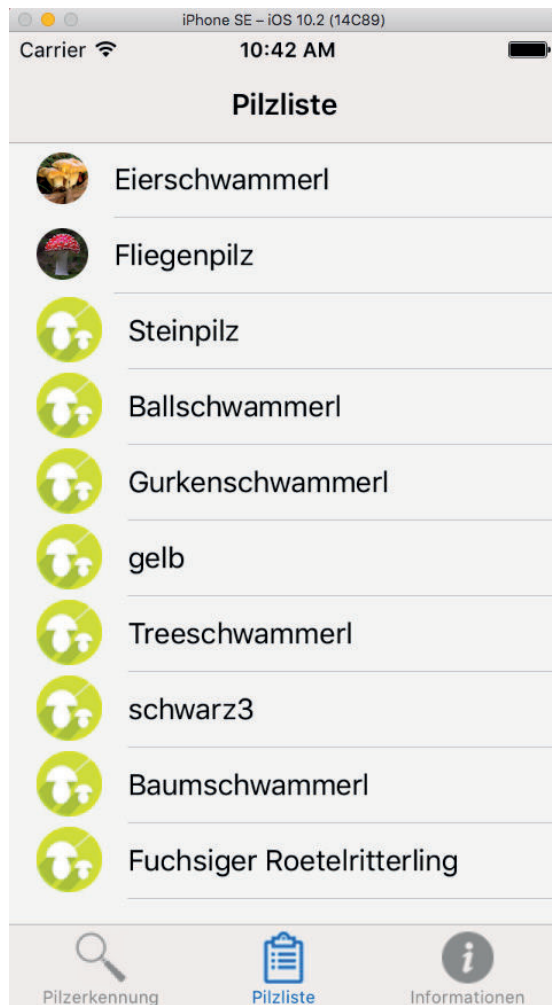 iPhone SE – iOS 10.2 (14C89)
Carrier 10:42 AM
Pilzliste
Eierschwammerl
Fliegenpilz
Steinpilz
Ballschwammerl
Gurkenschwammerl
gelb
Treeschwammerl
schwarz3
Baumschwammerl
Fuchsiger Roetelritterling
Pilzerkennung Pilzliste Informationen